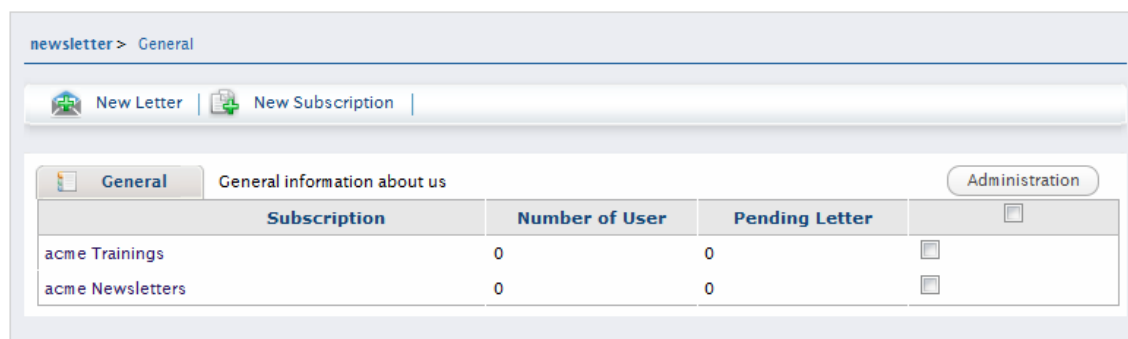 newsletter > General
New Letter | New Subscription |
General General information about us Administration
Subscription Number of User Pending Letter
acme Trainings 0 0
acme Newsletters 0 0